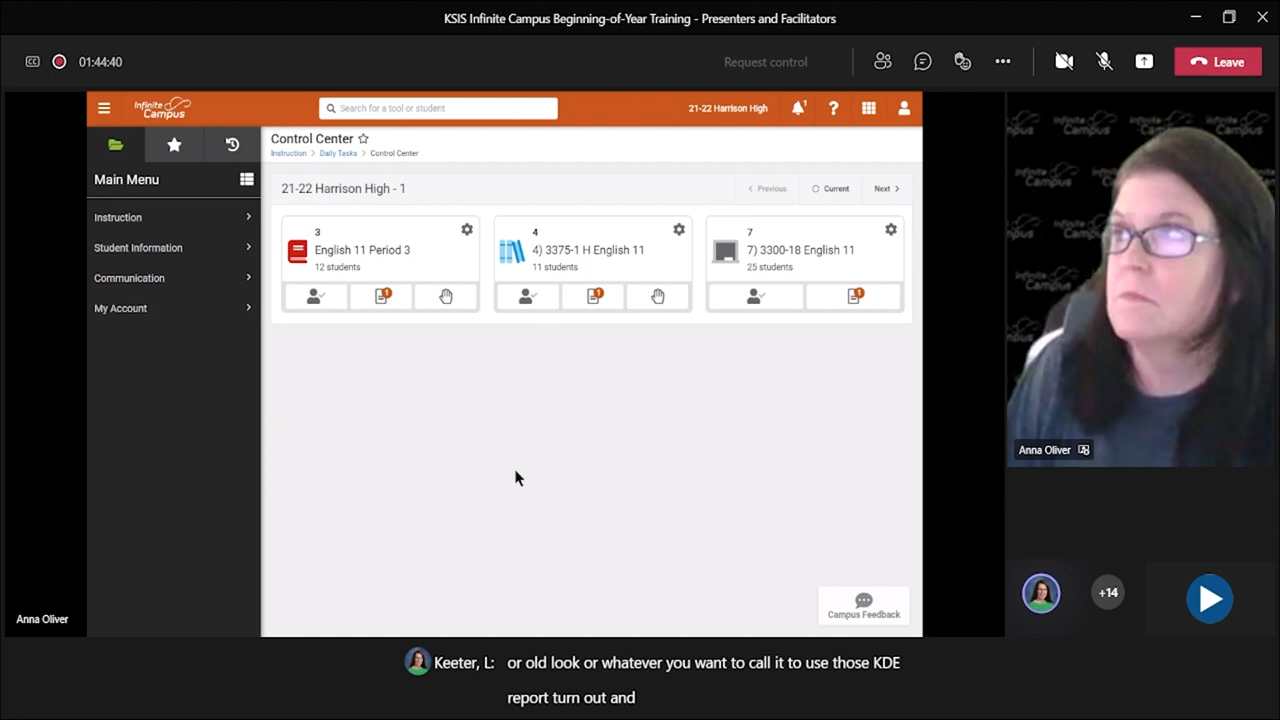 KSIS Infinite Campus Beginning-of-Year Training - Presenters and Facilitators
CC
01:44:40
Request control
Leave
Infinite Campus
Search for a tool or student
21-22 Harrison High
1
Control Center
Instruction > Daily Tasks > Control Center
Main Menu
Instruction
Student Information
Communication
My Account
21-22 Harrison High - 1
Previous
Current
Next
3
English 11 Period 3
12 students
1
4
4) 3375-1 H English 11
11 students
1
7
7) 3300-18 English 11
25 students
1
Campus Feedback
Infinite Campus
Anna Oliver
+14
Anna Oliver
Keeter, L: or old look or whatever you want to call it to use those KDE
report turn out and